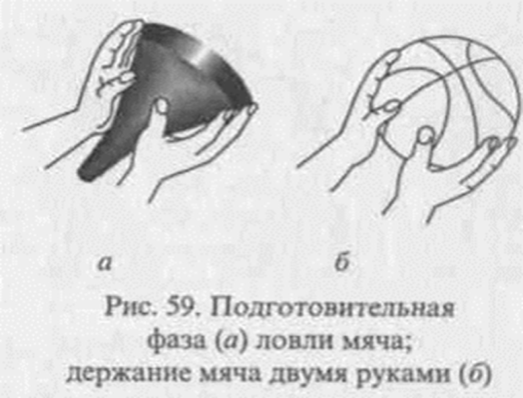 а б
Рис. 59. Подготовительная
фаза (а) ловли мяча;
держание мяча двумя руками (б)